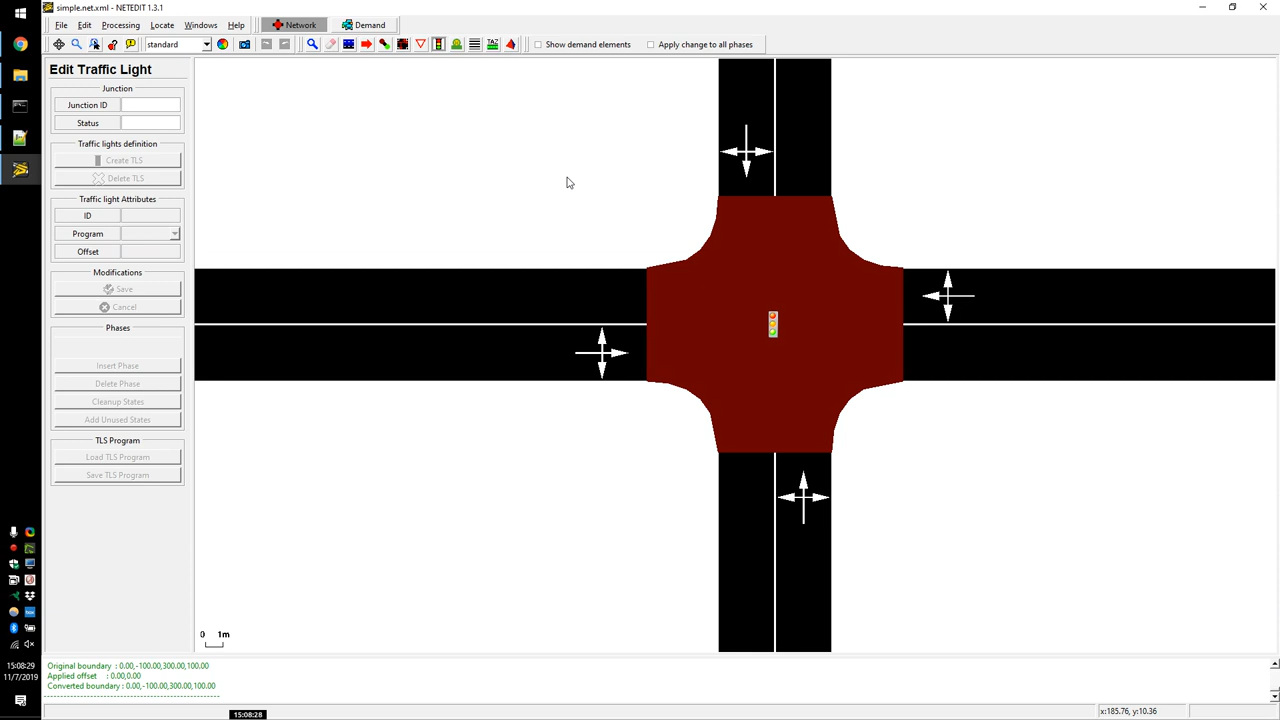 simple.net.xml - NETEDIT 1.3.1
File Edit Processing Locate Windows Help Network Demand
standard TAZ Show demand elements Apply change to all phases
Edit Traffic Light
Junction
Junction ID
Status
Traffic lights definition
Create TLS
Delete TLS
Traffic light Attributes
ID
Program
Offset
Modifications
Save
Cancel
Phases
Insert Phase
Delete Phase
Cleanup States
Add Unused States
TLS Program
Load TLS Program
Save TLS Program
0 1m
Original boundary : 0.00,-100.00,300.00,100.00
Applied offset : 0.00,0.00
Converted boundary : 0.00,-100.00,300.00,100.00
15:08:29
11/7/2019
15:08:28
x:185.76, y:10.36